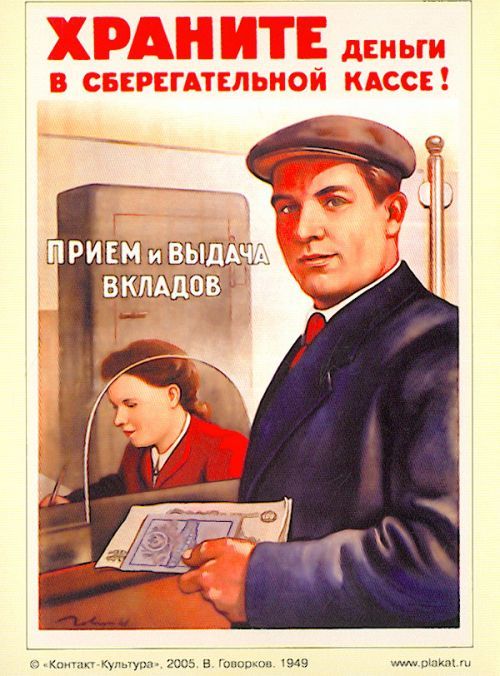 ХРАНИТЕ ДЕНЬГИ
В СБЕРЕГАТЕЛЬНОЙ КАССЕ!
ПРИЕМ и ВЫДАЧА
ВКЛАДОВ
© «Контакт-Культура», 2005. В. Говорков. 1949
www.plakat.ru